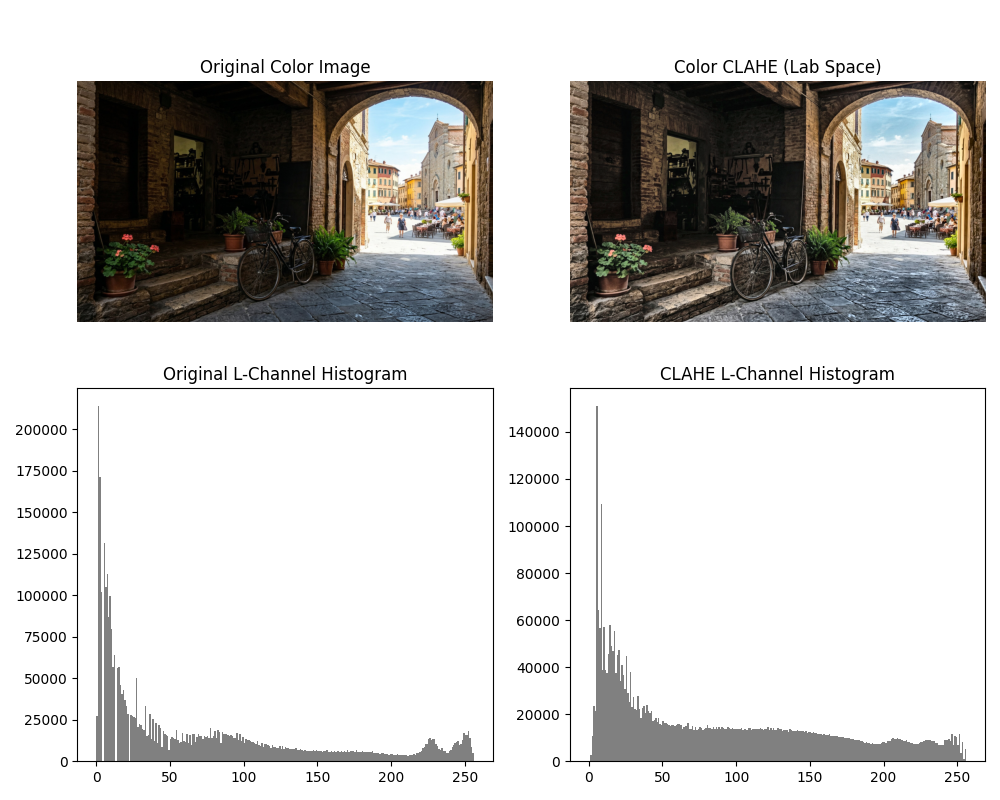 Original Color Image
Color CLAHE (Lab Space)
Original L-Channel Histogram
200000
175000
150000
125000
100000
75000
50000
25000
0
0 50 100 150 200 250
CLAHE L-Channel Histogram
140000
120000
100000
80000
60000
40000
20000
0
0 50 100 150 200 250